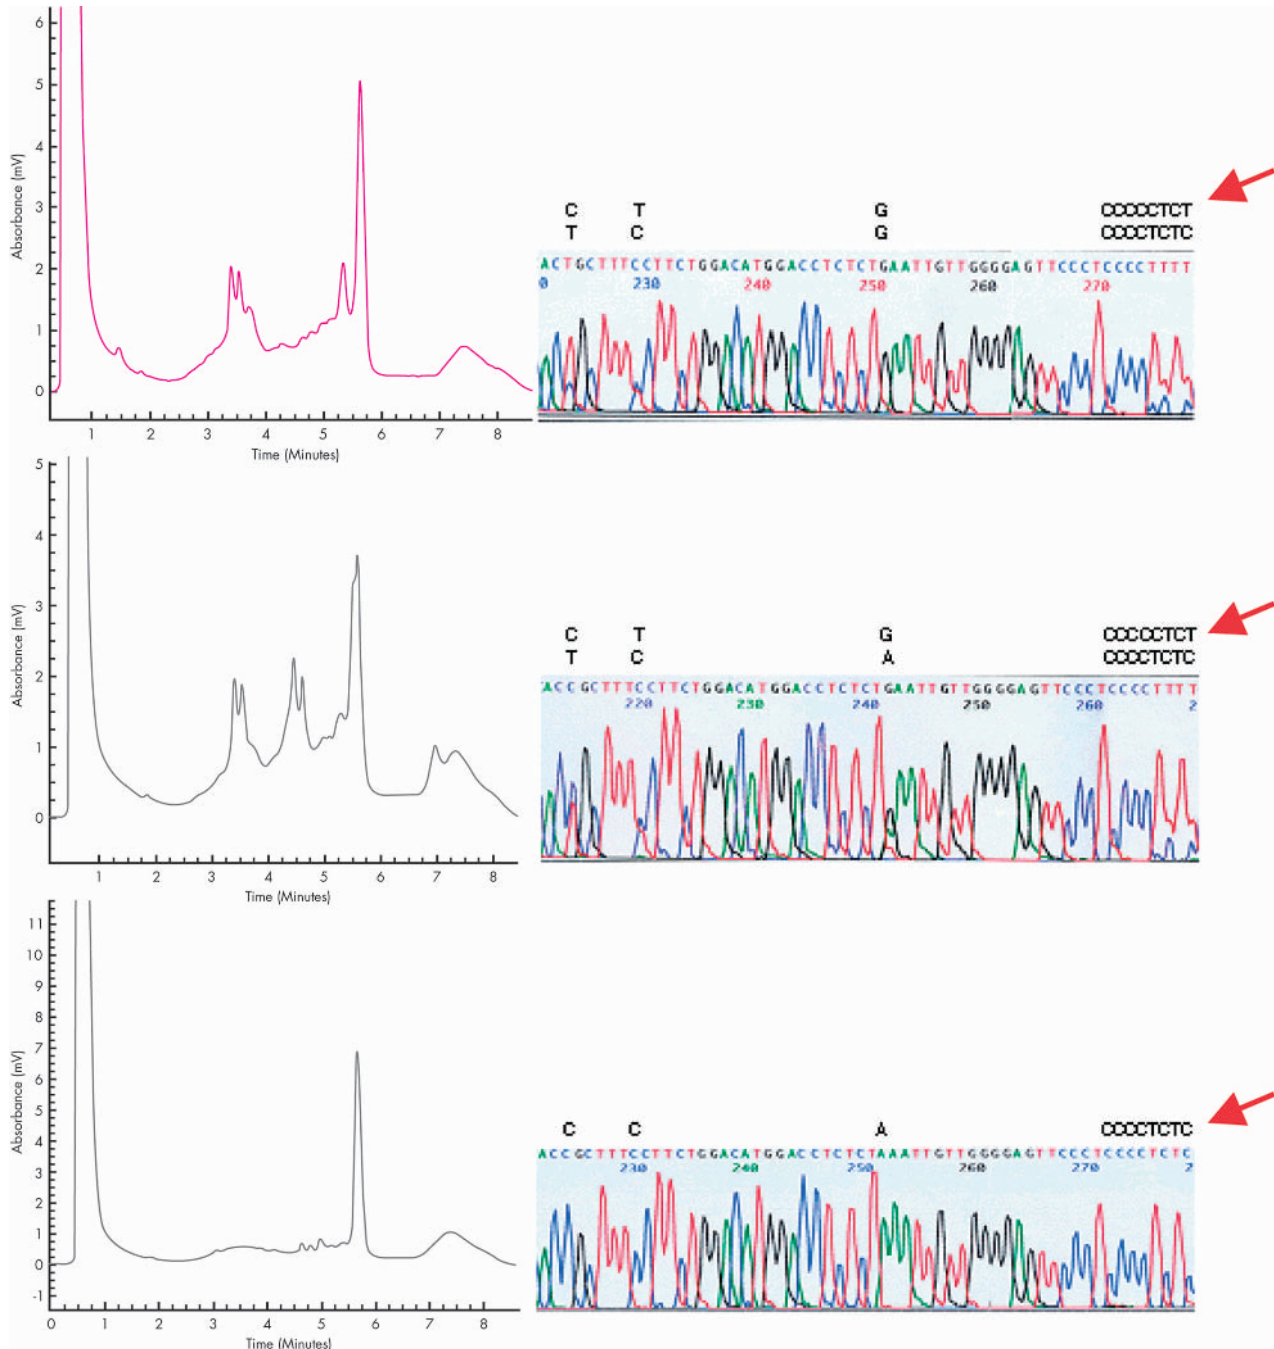 6
5
4
3
2
1
0
Absorbance (mV)
1 2 3 4 5 6 7 8
Time (Minutes)
C T G CCCCCTCT
T C G CCCCTCTC
ACTGCTTTCCTTCTGGACATGGACCTCTCTGAATTGTTGGGGAGTTCCCTCCCCTTTT
0 230 240 250 260 270
5
4
3
2
1
0
Absorbance (mV)
1 2 3 4 5 6 7 8
Time (Minutes)
C T G CCCCCTCT
T C A CCCCTCTC
ACCGCTTTCCTTCTGGACATGGACCTCTCTGAATTGTTGGGGAGTTCCCTCCCCTTTT
220 230 240 250 260 2
11
10
9
8
7
6
5
4
3
2
1
0
-1
Absorbance (mV)
0 1 2 3 4 5 6 7 8
Time (Minutes)
C C A CCCCTCTC
ACCGCTTTCCTTCTGGACATGGACCTCTCTAAATTGTTGGGGAGTTCCCTCCCCTCTC
230 240 250 260 270 2